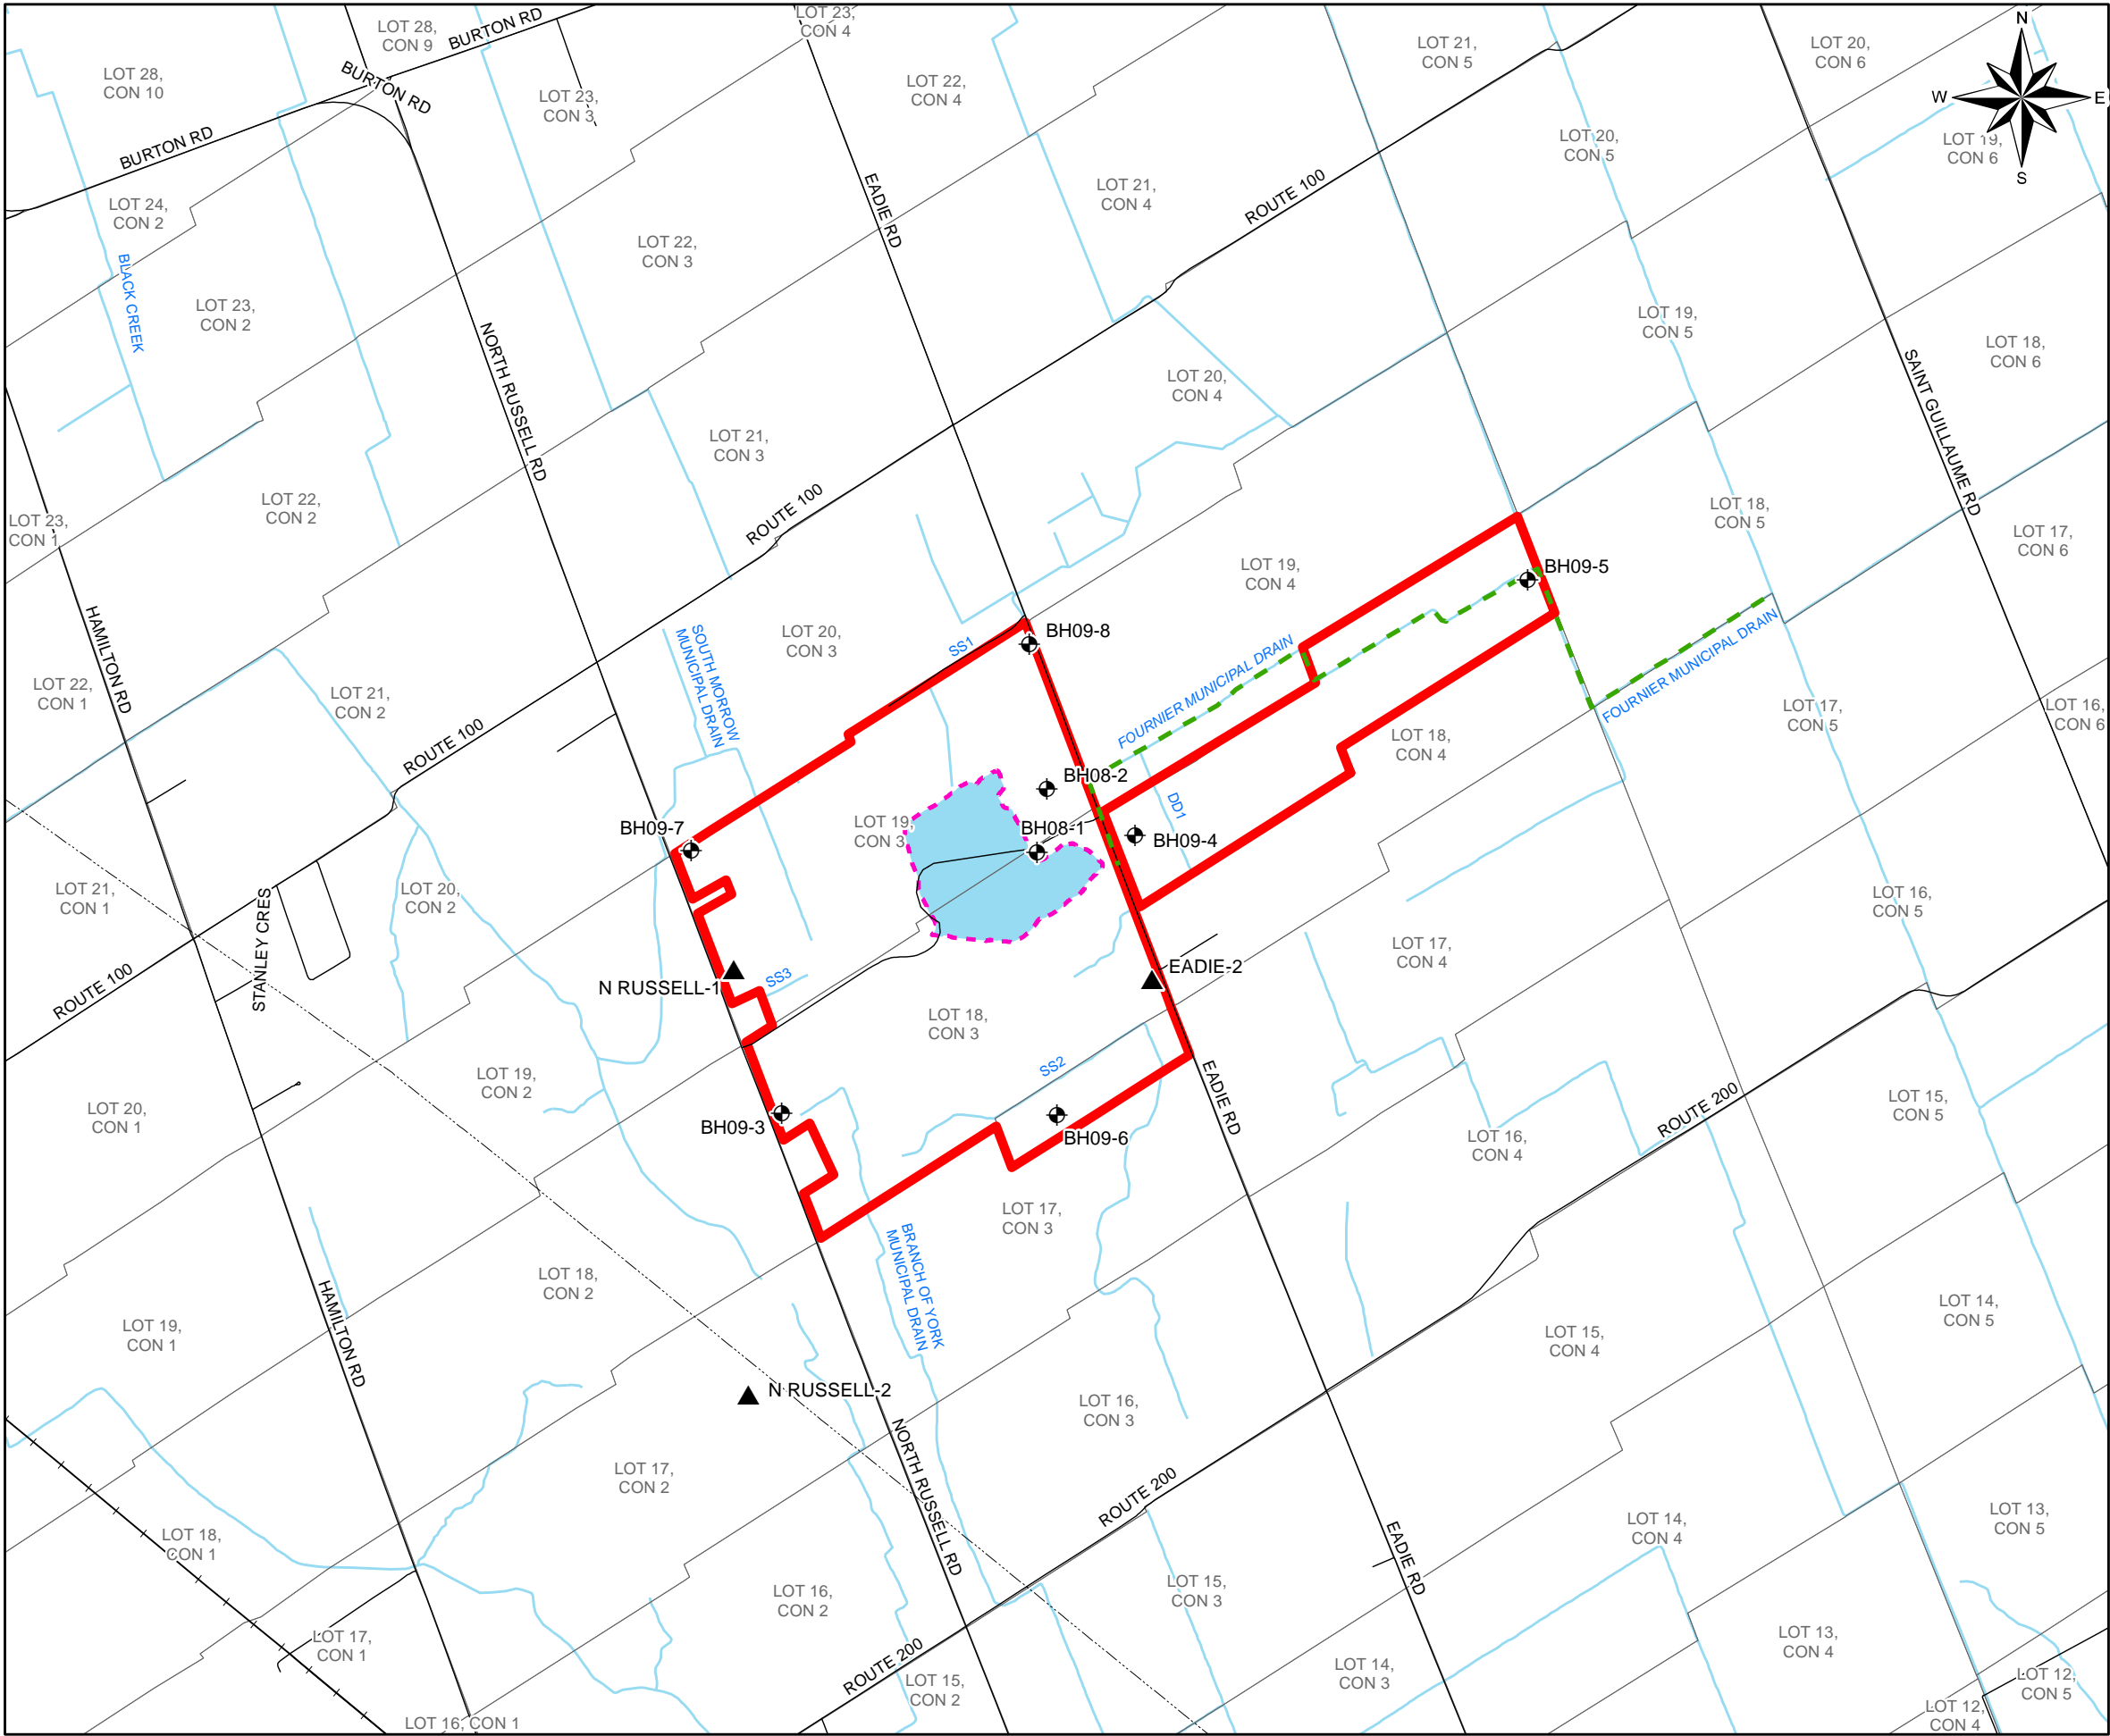 LOT 23,
CON 4
LOT 28,
CON 9
BURTON RD
N
LOT 28,
CON 10
BURTON RD
LOT 23,
CON 3
LOT 22,
CON 4
LOT 21,
CON 5
LOT 20,
CON 6
W
E
S
BURTON RD
LOT 20,
CON 5
LOT 19,
CON 6
LOT 24,
CON 2
EADIE RD
LOT 21,
CON 4
ROUTE 100
BLACK CREEK
LOT 23,
CON 2
LOT 22,
CON 3
LOT 19,
CON 5
LOT 18,
CON 6
NORTH RUSSELL RD
LOT 20,
CON 4
SAINT GUILLAUME RD
LOT 21,
CON 3
LOT 22,
CON 2
LOT 23,
CON 1
ROUTE 100
LOT 18,
CON 5
LOT 17,
CON 6
LOT 19,
CON 4
BH09-5
HAMILTON RD
LOT 20,
CON 3
SOUTH MORROW
MUNICIPAL DRAIN
SS1
BH09-8
FOURNIER MUNICIPAL DRAIN
FOURNIER MUNICIPAL DRAIN
LOT 22,
CON 1
LOT 21,
CON 2
LOT 17,
CON 5
LOT 16,
CON 6
ROUTE 100
LOT 18,
CON 4
BH08-2
DD1
BH09-7
LOT 19,
CON 3
BH08-1
BH09-4
LOT 21,
CON 1
LOT 20,
CON 2
STANLEY CRES
LOT 16,
CON 5
LOT 17,
CON 4
ROUTE 100
N RUSSELL-1
SS3
EADIE-2
LOT 18,
CON 3
LOT 19,
CON 2
SS2
LOT 20,
CON 1
BH09-3
BH09-6
EADIE RD
ROUTE 200
LOT 15,
CON 5
LOT 16,
CON 4
LOT 17,
CON 3
BRANCH OF YORK
MUNICIPAL DRAIN
LOT 18,
CON 2
LOT 19,
CON 1
HAMILTON RD
LOT 15,
CON 4
LOT 14,
CON 5
N RUSSELL-2
LOT 16,
CON 3
NORTH RUSSELL RD
LOT 17,
CON 2
ROUTE 200
LOT 18,
CON 1
LOT 14,
CON 4
LOT 13,
CON 5
EADIE RD
LOT 16,
CON 2
LOT 15,
CON 3
LOT 17,
CON 1
LOT 13,
CON 4
ROUTE 200
LOT 14,
CON 3
LOT 15,
CON 2
LOT 12,
CON 5
LOT 12,
CON 4
LOT 16, CON 1